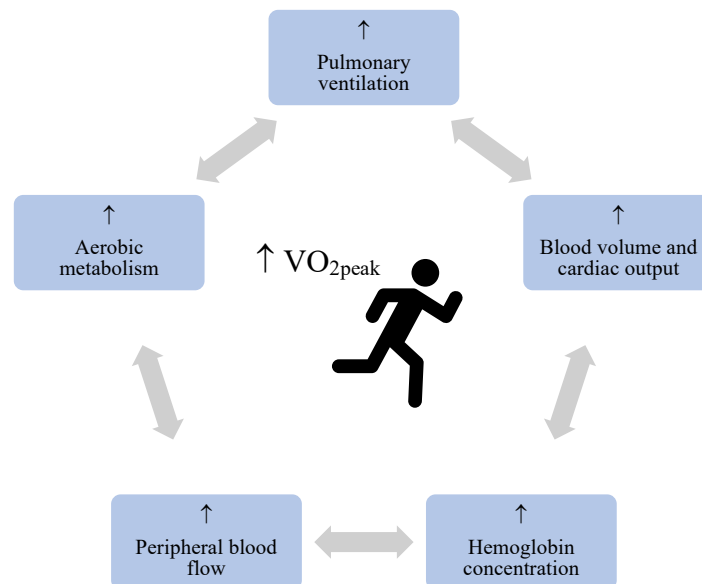 ↑
Pulmonary
ventilation
↑
Aerobic
metabolism
↑
Blood volume and
cardiac output
↑ VO₂peak
↑
Peripheral blood
flow
↑
Hemoglobin
concentration